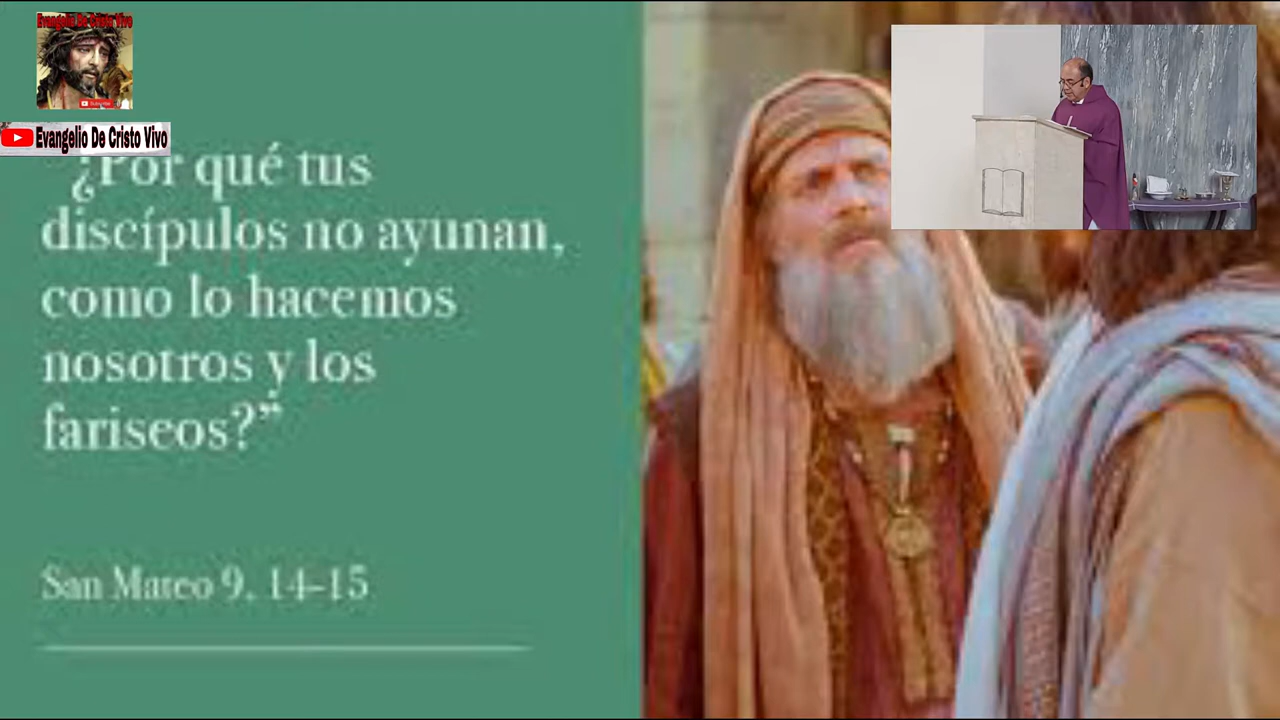 Evangelio De Cristo Vivo
Subscribe
Evangelio De Cristo Vivo
“¿Por qué tus
discípulos no ayunan,
como lo hacemos
nosotros y los
fariseos?”
San Mateo 9, 14-15